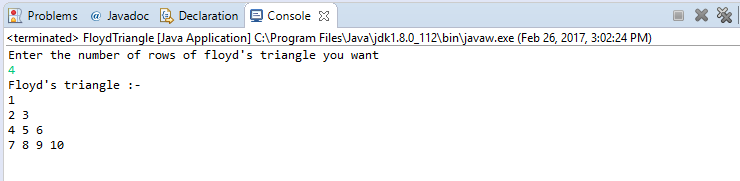 Problems @ Javadoc Declaration Console
<terminated> FloydTriangle [Java Application] C:\Program Files\Java\jdk1.8.0_112\bin\javaw.exe (Feb 26, 2017, 3:02:24 PM)
Enter the number of rows of floyd's triangle you want
4
Floyd's triangle :-
1
2 3
4 5 6
7 8 9 10